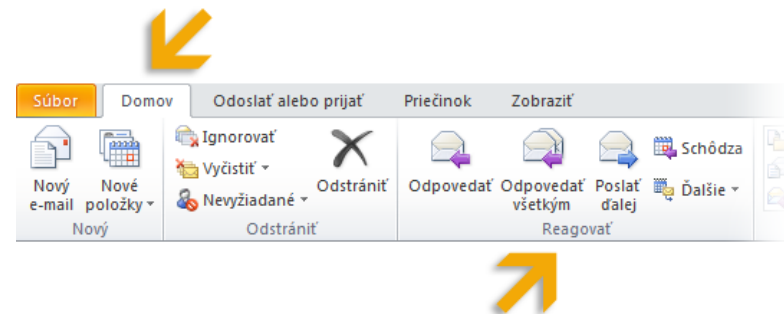 Súbor Domov Odoslať alebo prijať Priečinok Zobraziť
Nový
e-mail
Nové
položky
Ignorovať
Vyčistiť
Nevyžiadané
Odstrániť
Odpovedať
Odpovedať
všetkým
Poslať
ďalej
Schôdza
Ďalšie
Nový Odstrániť Reagovať